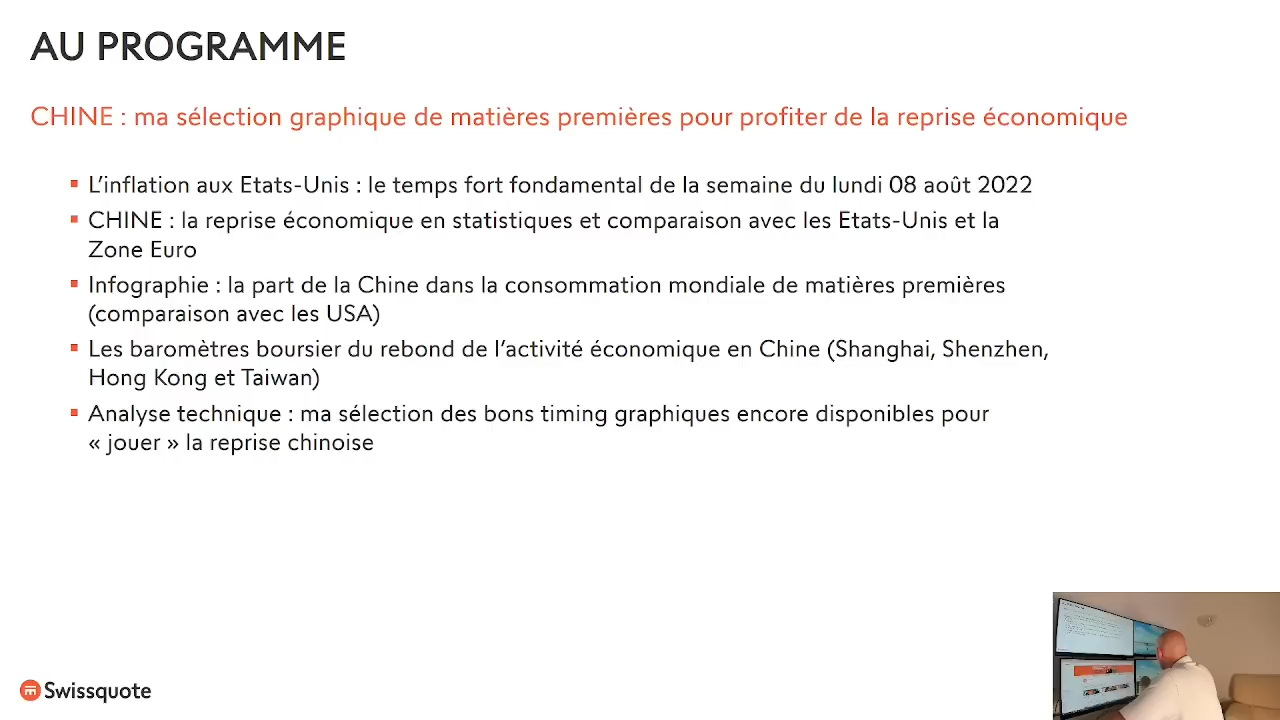 AU PROGRAMME
CHINE : ma sélection graphique de matières premières pour profiter de la reprise économique
▪ L’inflation aux Etats-Unis : le temps fort fondamental de la semaine du lundi 08 août 2022
▪ CHINE : la reprise économique en statistiques et comparaison avec les Etats-Unis et la
Zone Euro
▪ Infographie : la part de la Chine dans la consommation mondiale de matières premières
(comparaison avec les USA)
▪ Les baromètres boursier du rebond de l’activité économique en Chine (Shanghai, Shenzhen,
Hong Kong et Taiwan)
▪ Analyse technique : ma sélection des bons timing graphiques encore disponibles pour
« jouer » la reprise chinoise
Swissquote